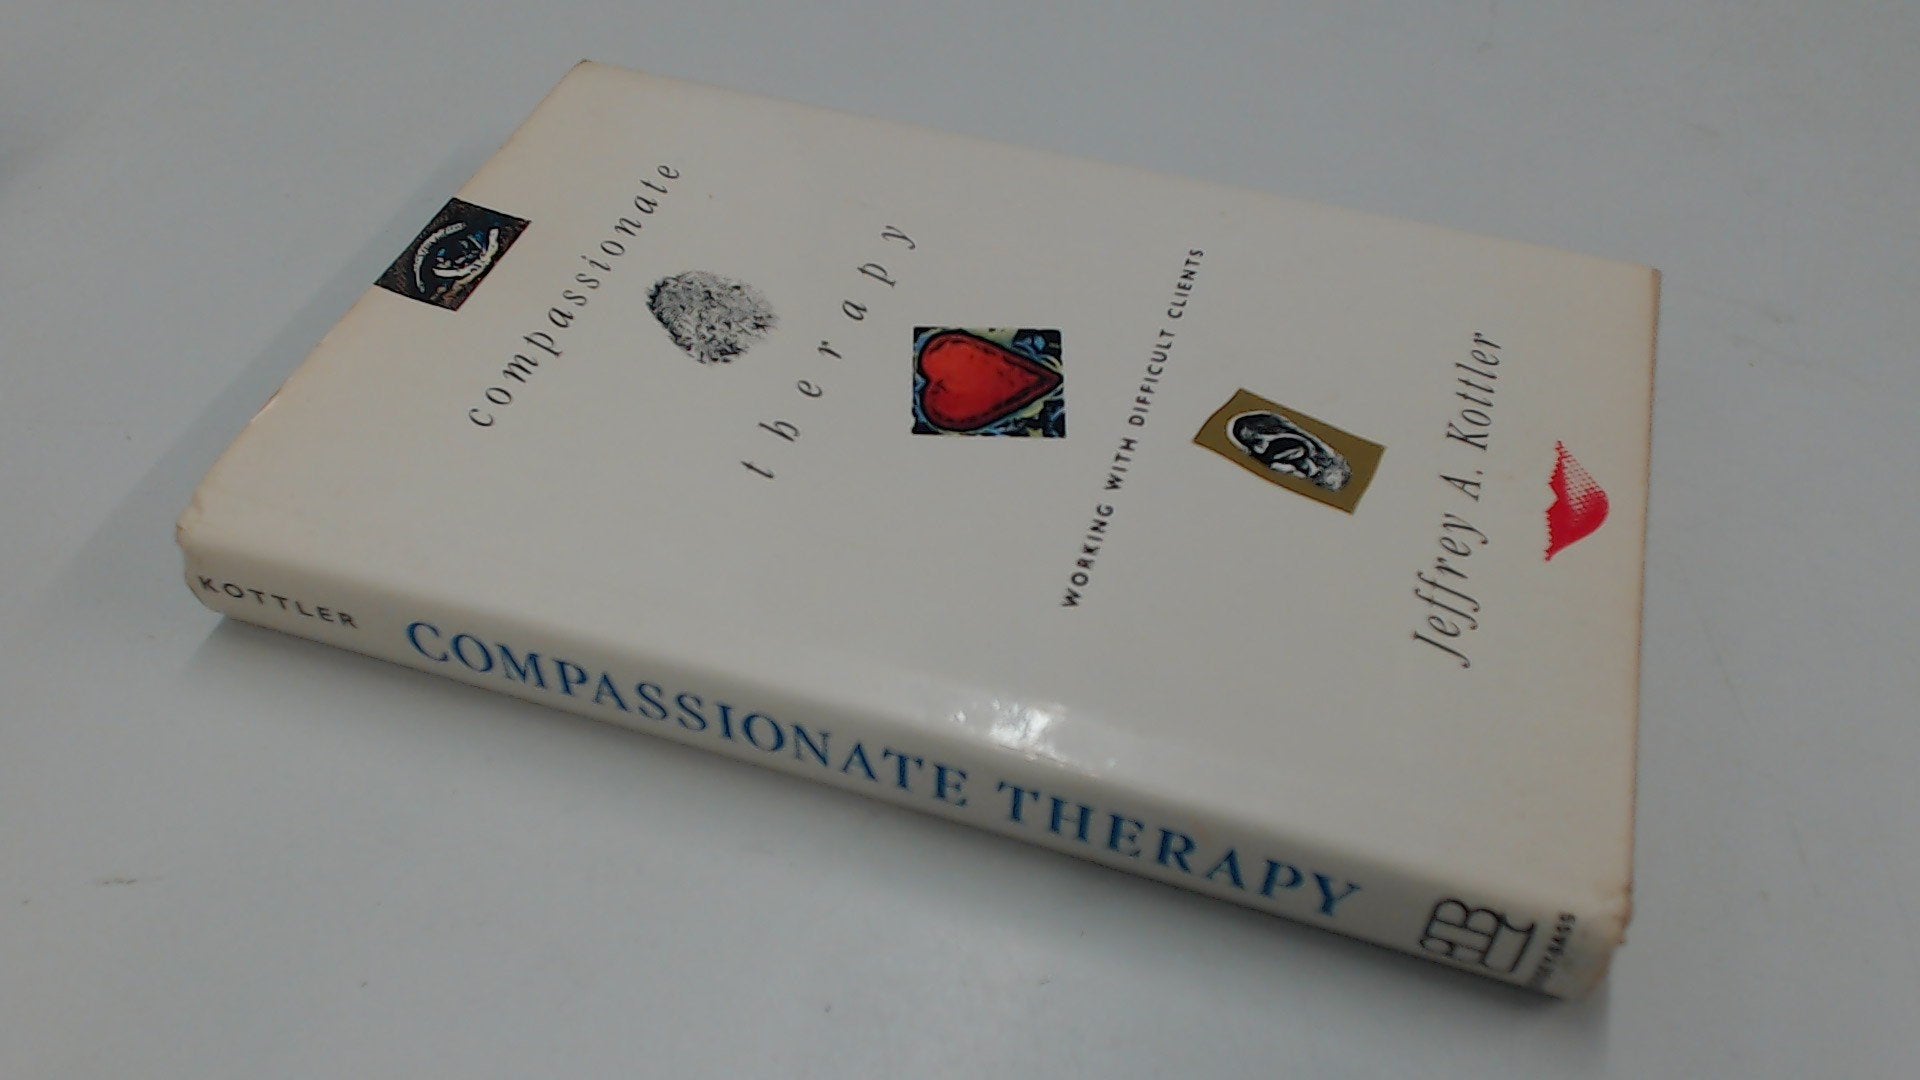 compassionate
therapy
WORKING WITH DIFFICULT CLIENTS
Jeffrey A. Kottler
KOTTLER
COMPASSIONATE THERAPY
JOSSEY-BASS